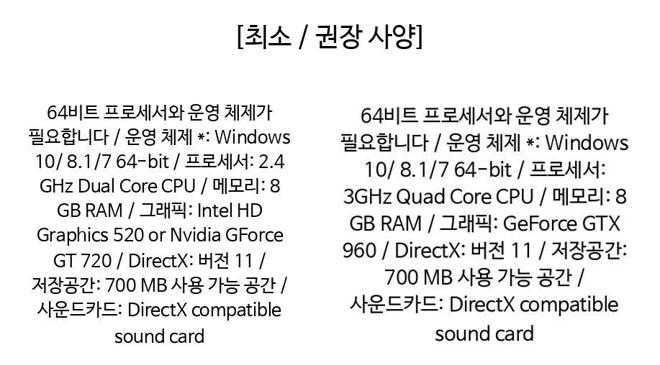 [최소 / 권장 사양]
64비트 프로세서와 운영 체제가
필요합니다 / 운영 체제 *: Windows
10/ 8.1/7 64-bit / 프로세서: 2.4
GHz Dual Core CPU / 메모리: 8
GB RAM / 그래픽: Intel HD
Graphics 520 or Nvidia GForce
GT 720 / DirectX: 버전 11 /
저장공간: 700 MB 사용 가능 공간 /
사운드카드: DirectX compatible
sound card
64비트 프로세서와 운영 체제가
필요합니다 / 운영 체제 *: Windows
10/ 8.1/7 64-bit / 프로세서:
3GHz Quad Core CPU / 메모리: 8
GB RAM / 그래픽: GeForce GTX
960 / DirectX: 버전 11 / 저장공간:
700 MB 사용 가능 공간 /
사운드카드: DirectX compatible
sound card